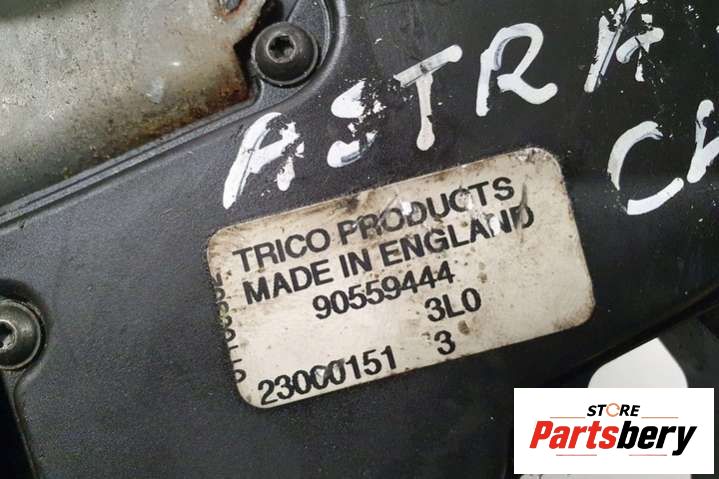 ASTRA
TRICO PRODUCTS
MADE IN ENGLAND
90559444
3L0
23000151 3
STORE
Partsbery